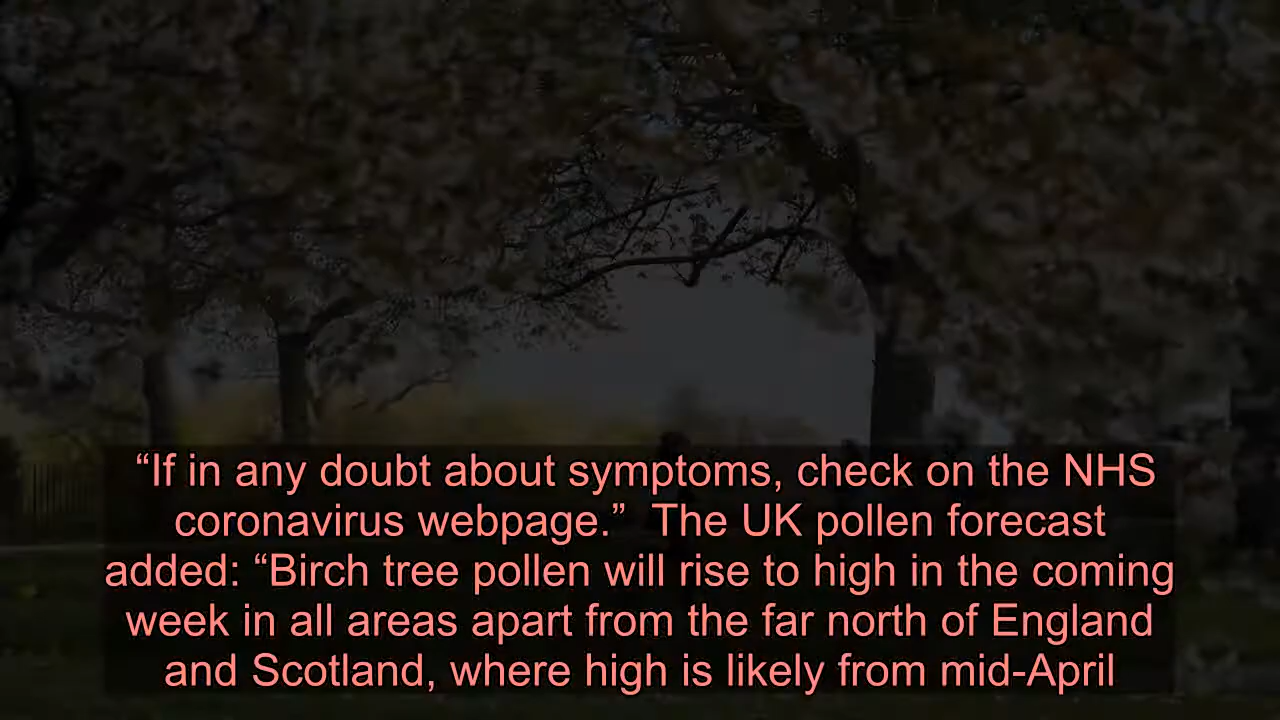 “If in any doubt about symptoms, check on the NHS
coronavirus webpage.”  The UK pollen forecast
added: “Birch tree pollen will rise to high in the coming
week in all areas apart from the far north of England
and Scotland, where high is likely from mid-April